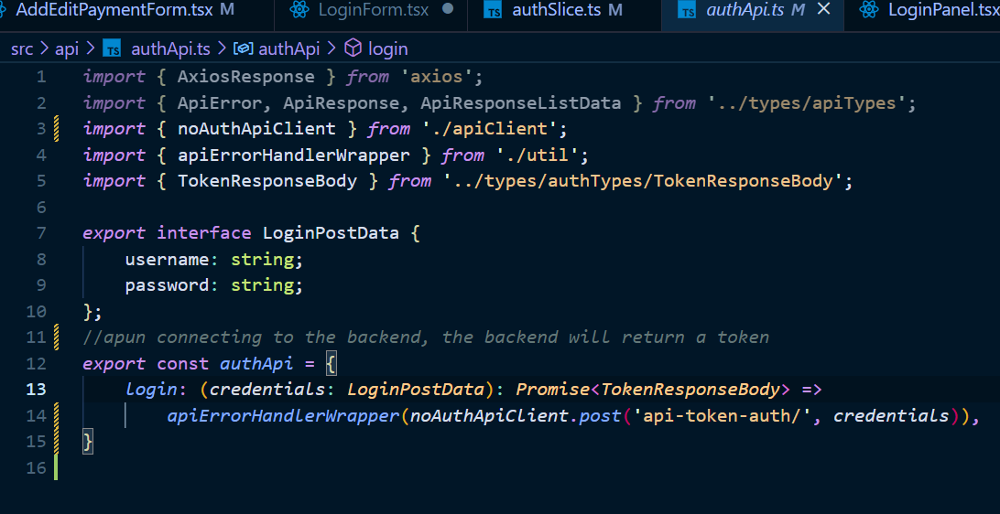 AddEditPaymentForm.tsx M LoginForm.tsx TS authSlice.ts M TS authApi.ts M LoginPanel.tsx
src > api > TS authApi.ts > authApi > login
1 import { AxiosResponse } from 'axios';
2 import { ApiError, ApiResponse, ApiResponseListData } from '../types/apiTypes';
3 import { noAuthApiClient } from './apiClient';
4 import { apiErrorHandlerWrapper } from './util';
5 import { TokenResponseBody } from '../types/authTypes/TokenResponseBody';
6
7 export interface LoginPostData {
8 username: string;
9 password: string;
10 };
11 //apun connecting to the backend, the backend will return a token
12 export const authApi = {
13 login: (credentials: LoginPostData): Promise<TokenResponseBody> =>
14 apiErrorHandlerWrapper(noAuthApiClient.post('api-token-auth/', credentials)),
15 }
16